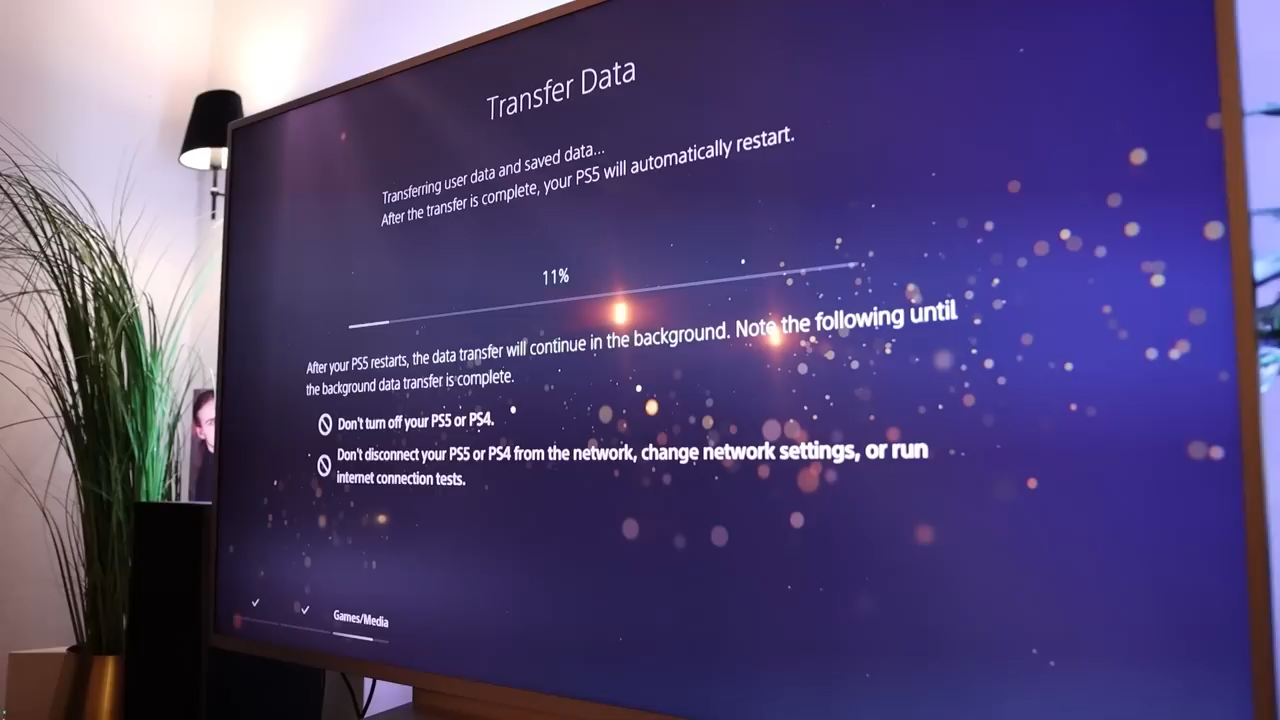 Transfer Data
Transferring user data and saved data...
After the transfer is complete, your PS5 will automatically restart.
11%
After your PS5 restarts, the data transfer will continue in the background. Note the following until
the background data transfer is complete.
Don't turn off your PS5 or PS4.
Don't disconnect your PS5 or PS4 from the network, change network settings, or run
internet connection tests.
Games/Media